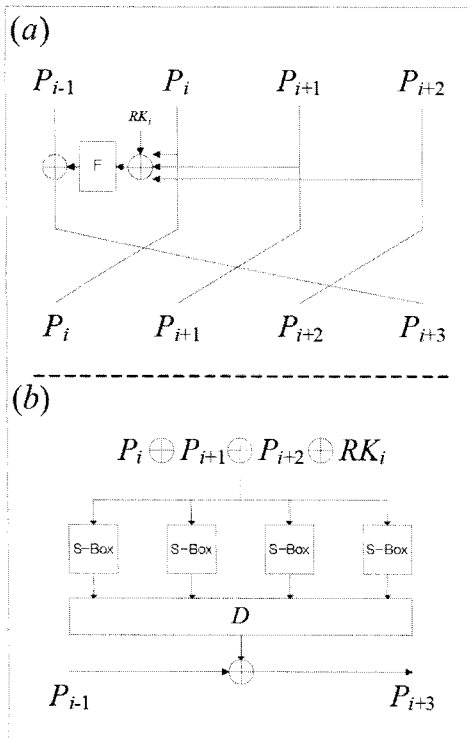 (a)
P_{i-1} P_i P_{i+1} P_{i+2}
RK_i
F
P_i P_{i+1} P_{i+2} P_{i+3}
(b)
P_i ⊕ P_{i+1} ⊕ P_{i+2} ⊕ RK_i
S-Box S-Box S-Box S-Box
D
P_{i-1} P_{i+3}